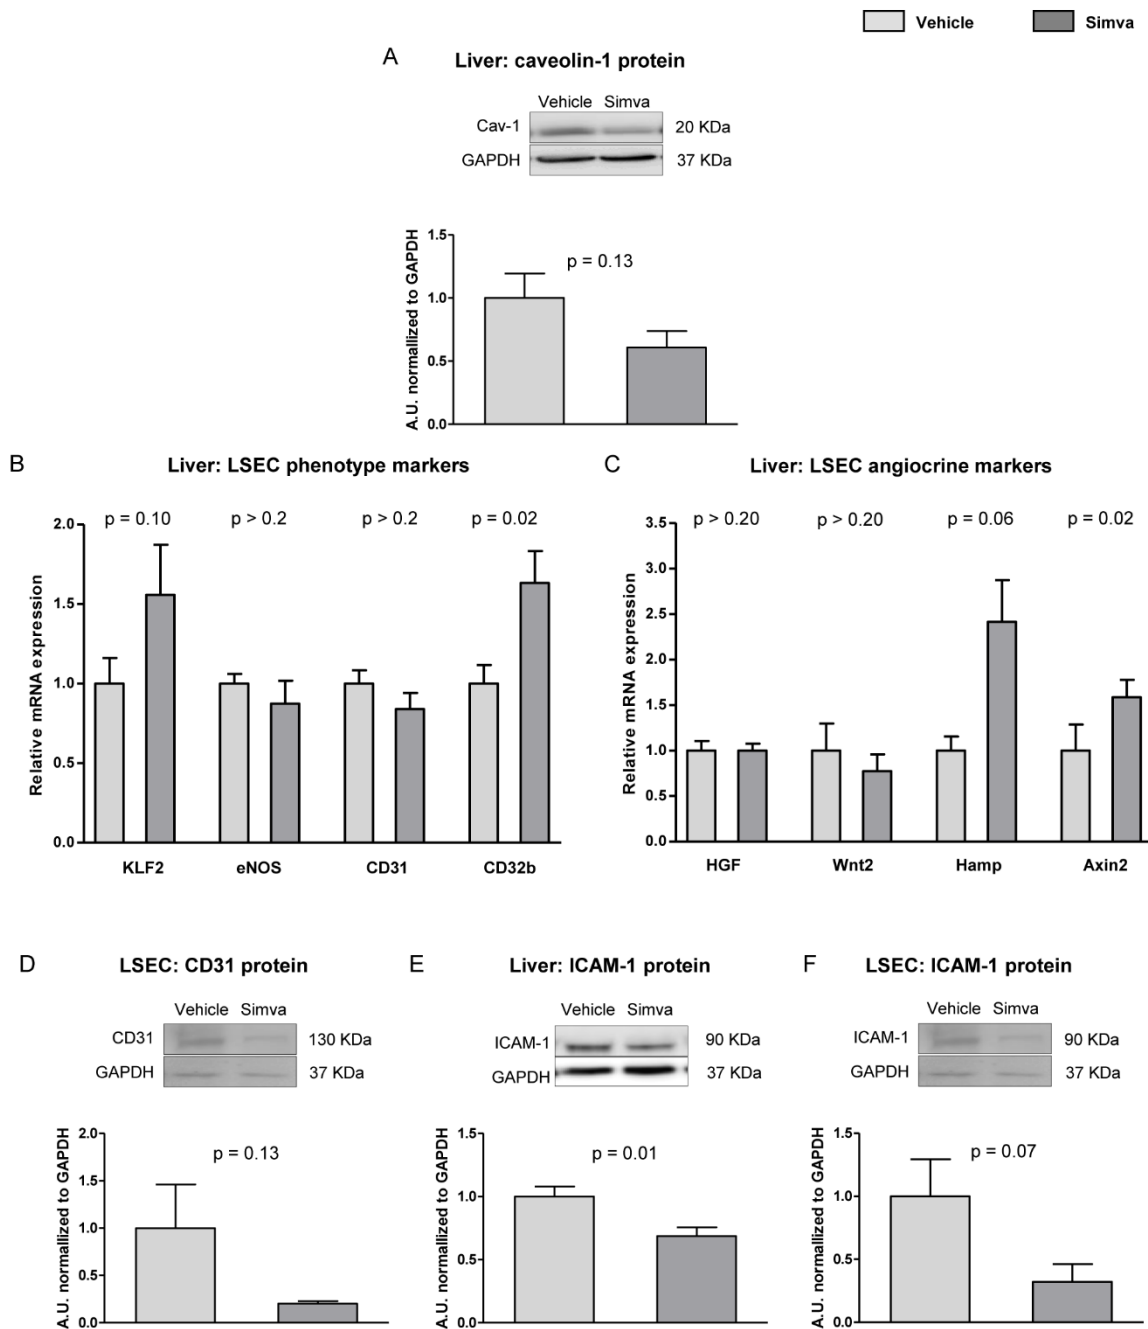 Vehicle Simva
A Liver: caveolin-1 protein
Vehicle Simva
Cav-1 20 KDa
GAPDH 37 KDa
A.U. normallized to GAPDH
1.5
1.0
0.5
0.0
p = 0.13
B Liver: LSEC phenotype markers
Relative mRNA expression
2.0
1.5
1.0
0.5
0.0
p = 0.10 p > 0.2 p > 0.2 p = 0.02
KLF2 eNOS CD31 CD32b
C Liver: LSEC angiocrine markers
Relative mRNA expression
3.5
3.0
2.5
2.0
1.5
1.0
0.5
0.0
p > 0.20 p > 0.20 p = 0.06 p = 0.02
HGF Wnt2 Hamp Axin2
D LSEC: CD31 protein
Vehicle Simva
CD31 130 KDa
GAPDH 37 KDa
A.U. normallized to GAPDH
2.0
1.5
1.0
0.5
0.0
p = 0.13
E Liver: ICAM-1 protein
Vehicle Simva
ICAM-1 90 KDa
GAPDH 37 KDa
A.U. normallized to GAPDH
1.5
1.0
0.5
0.0
p = 0.01
F LSEC: ICAM-1 protein
Vehicle Simva
ICAM-1 90 KDa
GAPDH 37 KDa
A.U. normallized to GAPDH
1.5
1.0
0.5
0.0
p = 0.07